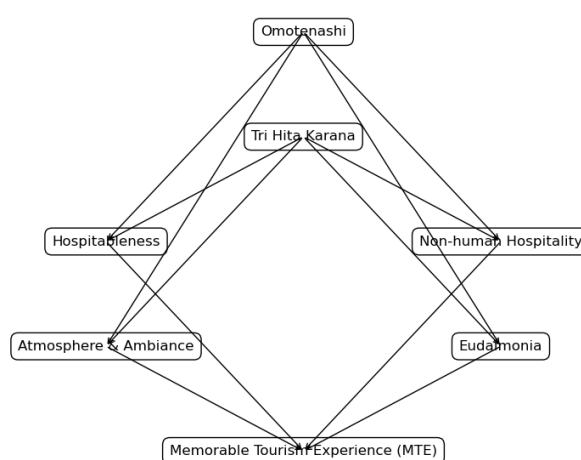 Omotenashi
Tri Hita Karana
Hospitableness
Non-human Hospitality
Atmosphere & Ambiance
Eudaimonia
Memorable Tourism Experience (MTE)